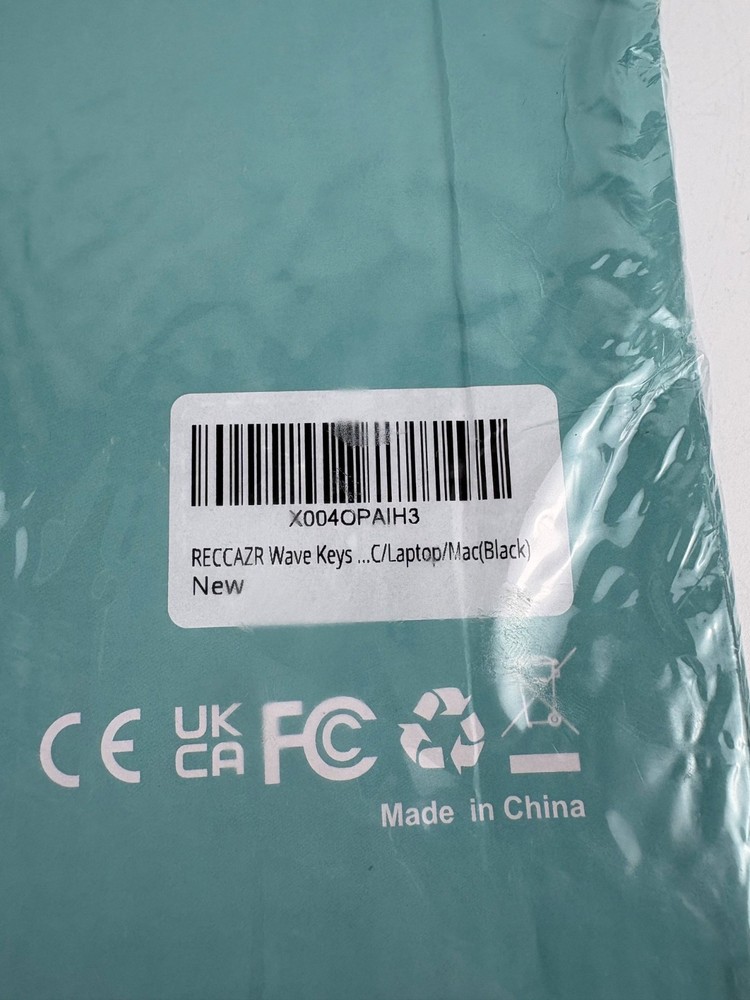 X004OPAIH3
RECCAZR Wave Keys ...C/Laptop/Mac(Black)
New
CE UK CA FC
Made in China